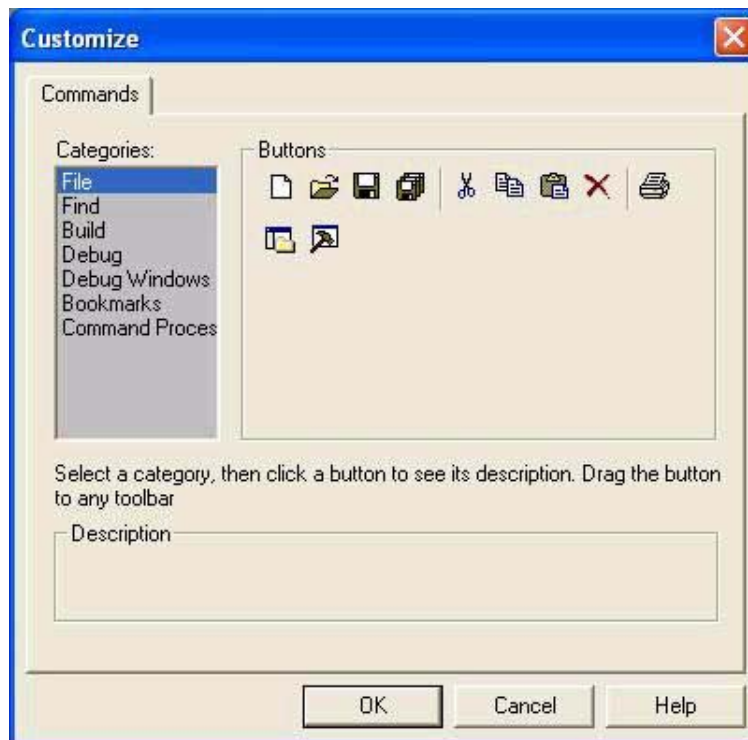 Customize
Commands
Categories:
File
Find
Build
Debug
Debug Windows
Bookmarks
Command Proces
Buttons
Select a category, then click a button to see its description. Drag the button
to any toolbar
Description
OK
Cancel
Help